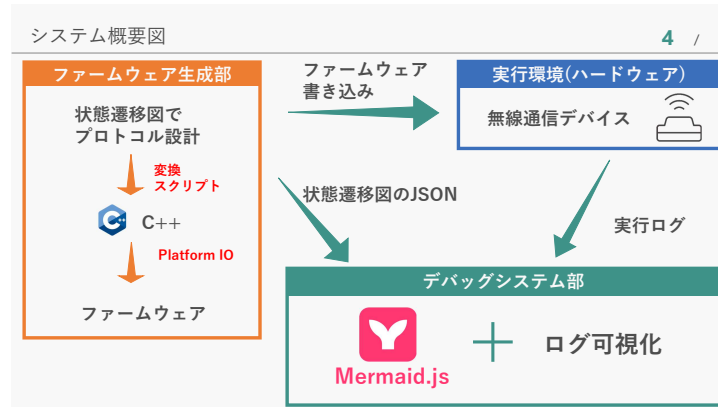 システム概要図
4 /
ファームウェア生成部
状態遷移図で
プロトコル設計
変換
スクリプト
C++
Platform IO
ファームウェア
ファームウェア
書き込み
実行環境(ハードウェア)
無線通信デバイス
状態遷移図のJSON
実行ログ
デバッグシステム部
Mermaid.js
ログ可視化